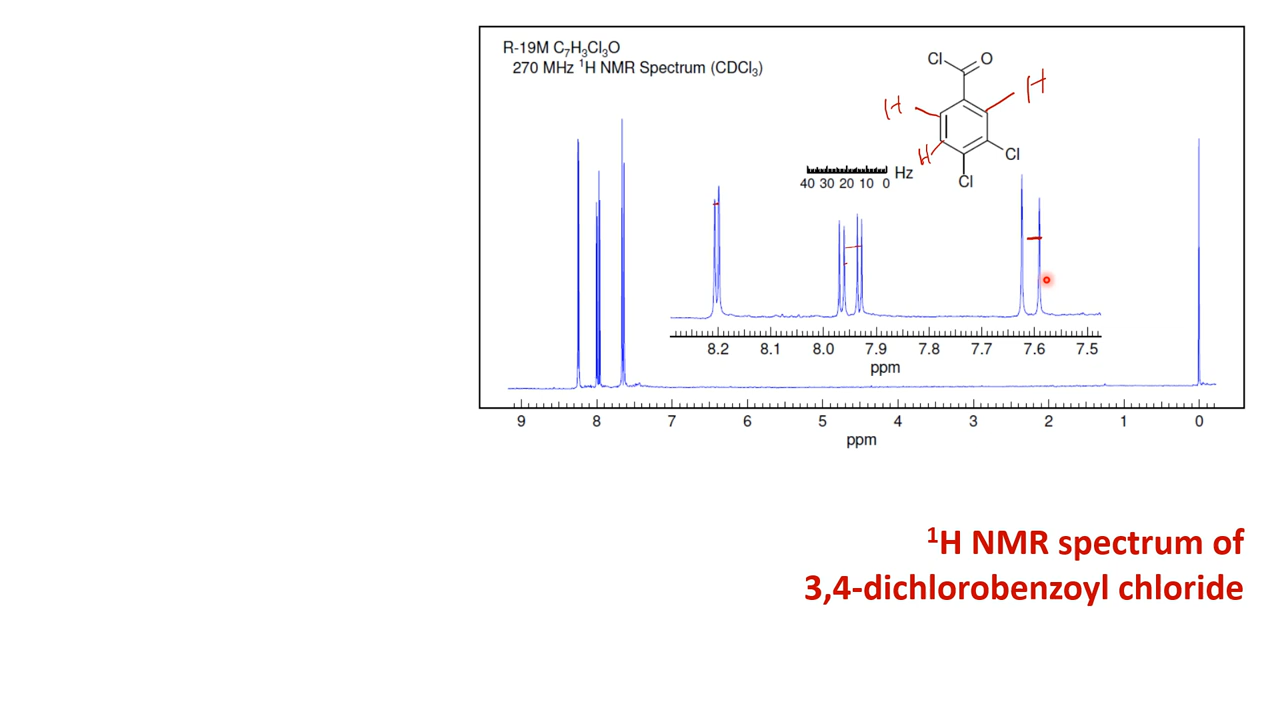 R-19M C₇H₃Cl₃O
270 MHz ¹H NMR Spectrum (CDCl₃)
Cl O
H H
H Cl
Cl
40 30 20 10 0 Hz
8.2 8.1 8.0 7.9 7.8 7.7 7.6 7.5
ppm
9 8 7 6 5 4 3 2 1 0
ppm
¹H NMR spectrum of
3,4-dichlorobenzoyl chloride